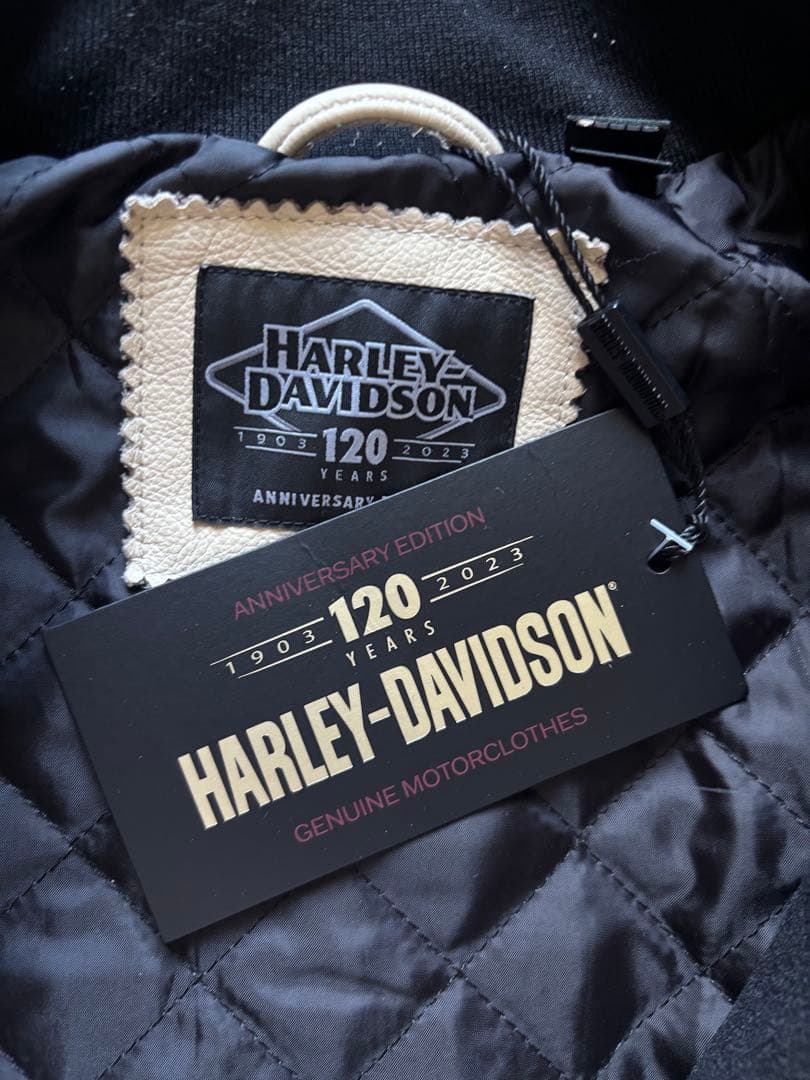 HARLEY-
DAVIDSON
1903 120 2023
YEARS
ANNIVERSARY
ANNIVERSARY EDITION
1903 120 2023
YEARS
HARLEY-DAVIDSON®
GENUINE MOTORCLOTHES